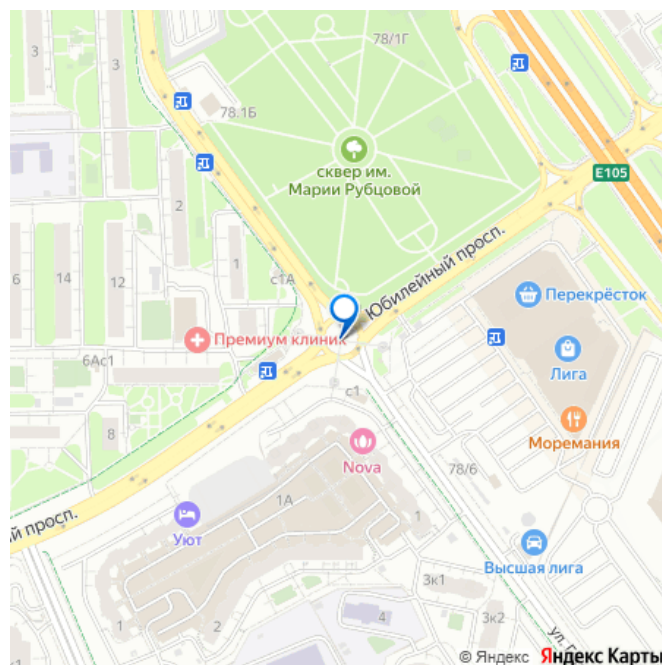 78/1Г
3
3
78.1Б
сквер им.
Марии Рубцовой
E105
2
Юбилейный просп.
6
14
12
1
с1А
Перекрёсток
Премиум клиник
6Ас1
Лига
с1
8
Моремания
Nova
78/6
1А
1
Уют
ый просп.
Высшая лига
3к1
1
2
4
3к2
ул. Г
© Яндекс Яндекс Карты